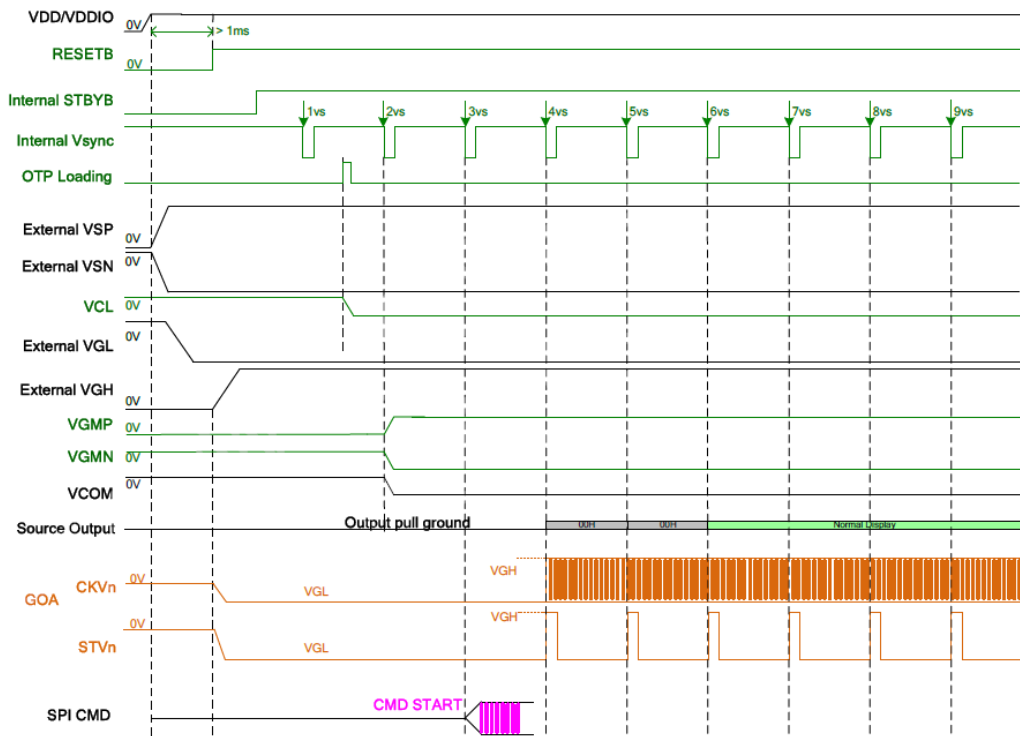 VDD/VDDIO 0V > 1ms
RESETB 0V
Internal STBYB
1vs 2vs 3vs 4vs 5vs 6vs 7vs 8vs 9vs
Internal Vsync
OTP Loading
External VSP 0V
External VSN 0V
VCL 0V
External VGL 0V
External VGH 0V
VGMP 0V
VGMN 0V
VCOM 0V
Source Output Output pull ground 00H 00H Normal Display
GOA CKVn 0V VGL VGH
STVn 0V VGL VGH
SPI CMD CMD START